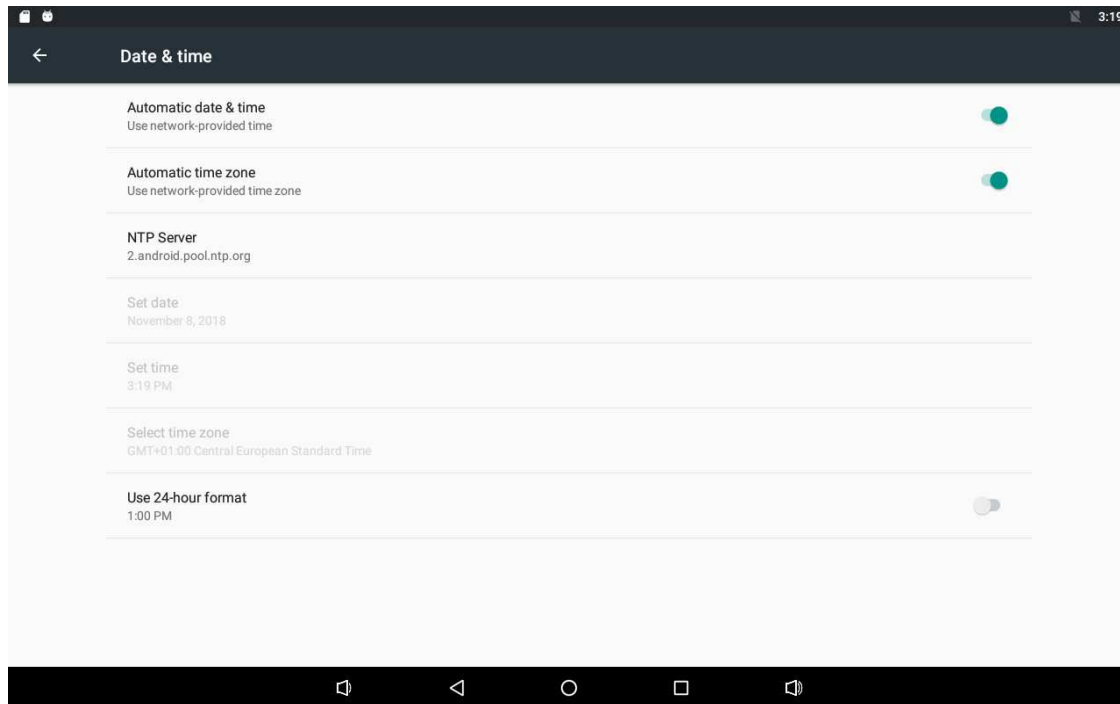 3:19
Date & time
Automatic date & time
Use network-provided time
Automatic time zone
Use network-provided time zone
NTP Server
2.android.pool.ntp.org
Set date
November 8, 2018
Set time
3:19 PM
Select time zone
GMT+01:00 Central European Standard Time
Use 24-hour format
1:00 PM